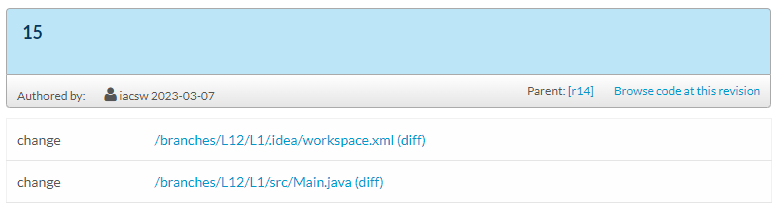 15
Authored by: iacsw 2023-03-07 Parent: [r14] Browse code at this revision
change /branches/L12/L1/.idea/workspace.xml (diff)
change /branches/L12/L1/src/Main.java (diff)